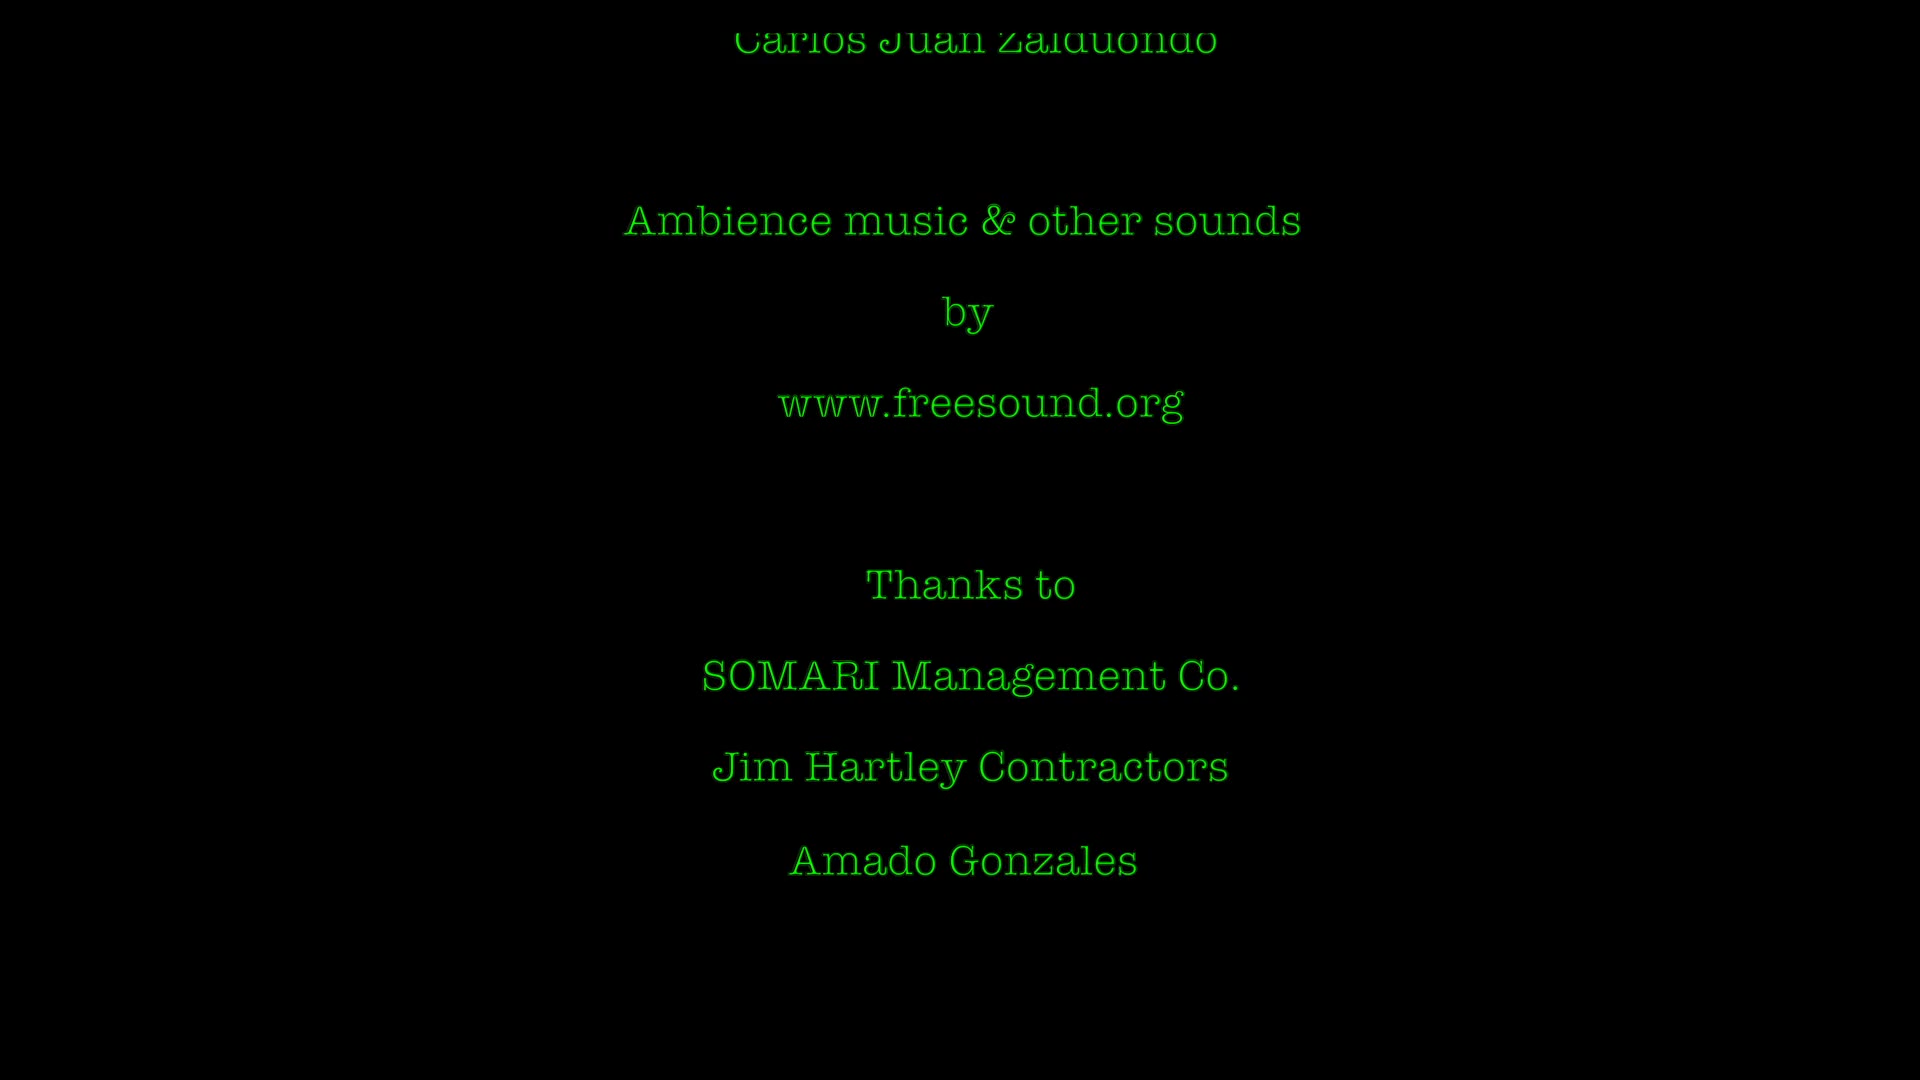 Carlos Juan Zalduondo
Ambience music & other sounds
by
www.freesound.org
Thanks to
SOMARI Management Co.
Jim Hartley Contractors
Amado Gonzales